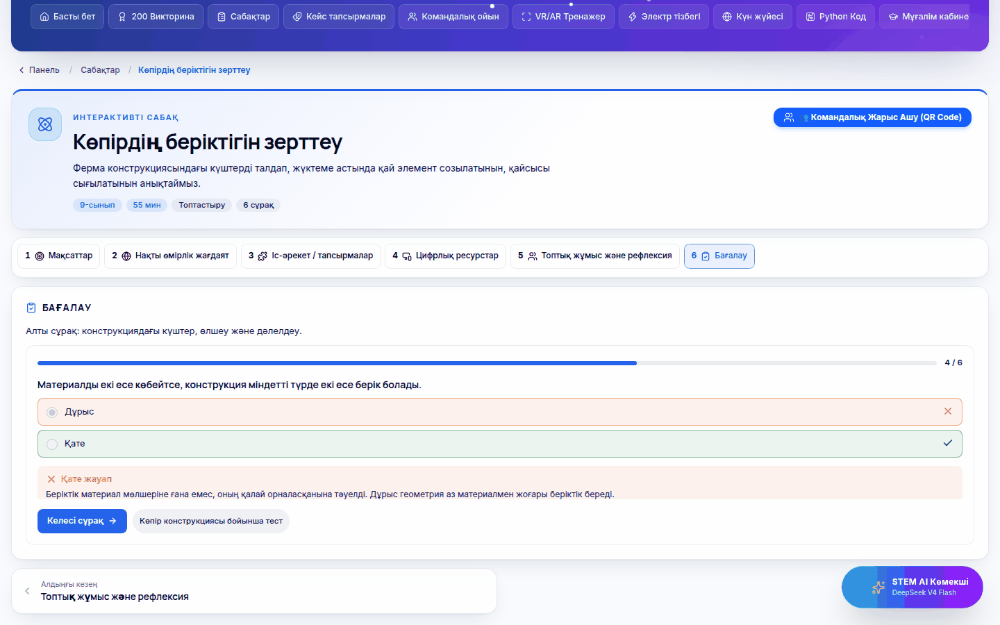 Басты бет
200 Викторина
Сабақтар
Кейс тапсырмалар
Командалық ойын
VR/AR Тренажер
Электр тізбегі
Күн жүйесі
Python Код
Мұғалім кабине
Панель / Сабақтар / Көпірдің беріктігін зерттеу
ИНТЕРАКТИВТІ САБАҚ
Командалық Жарыс Ашу (QR Code)
Көпірдің беріктігін зерттеу
Ферма конструкциясындағы күштерді талдап, жүктеме астында қай элемент созылатынын, қайсысы
сығылатынын анықтаймыз.
9-сынып
55 мин
Топтастыру
6 сұрақ
1 Мақсаттар
2 Нақты өмірлік жағдаят
3 Іс-әрекет / тапсырмалар
4 Цифрлық ресурстар
5 Топтық жұмыс және рефлексия
6 Бағалау
БАҒАЛАУ
Алты сұрақ: конструкциядағы күштер, өлшеу және дәлелдеу.
4 / 6
Материалды екі есе көбейтсе, конструкция міндетті түрде екі есе берік болады.
Дұрыс
Қате
Қате жауап
Беріктік материал мөлшеріне ғана емес, оның қалай орналасқанына тәуелді. Дұрыс геометрия аз материалмен жоғары беріктік береді.
Келесі сұрақ
Көпір конструкциясы бойынша тест
Алдыңғы кезең
Топтық жұмыс және рефлексия
STEM AI Көмекші
DeepSeek V4 Flash